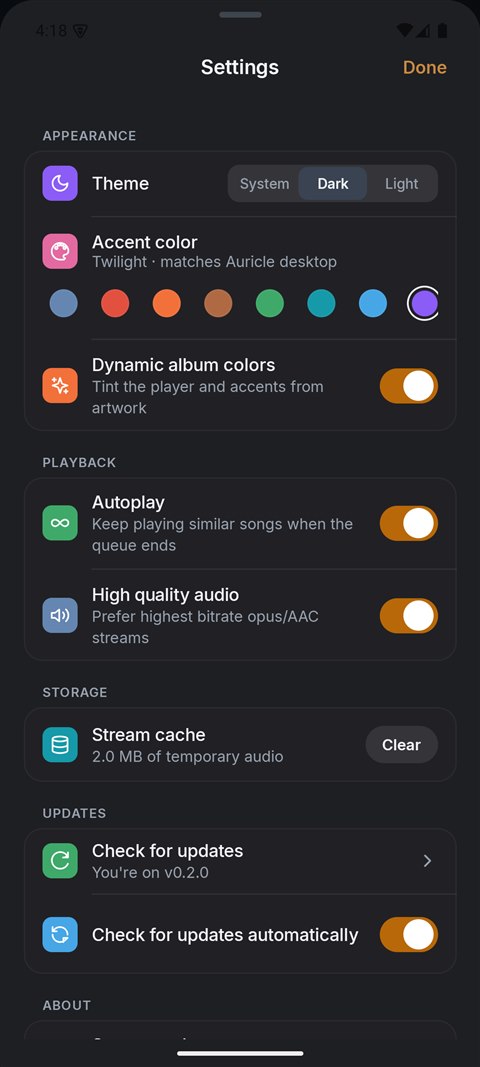 4:18
Settings
Done
APPEARANCE
Theme
System
Dark
Light
Accent color
Twilight · matches Auricle desktop
Dynamic album colors
Tint the player and accents from
artwork
PLAYBACK
Autoplay
Keep playing similar songs when the
queue ends
High quality audio
Prefer highest bitrate opus/AAC
streams
STORAGE
Stream cache
2.0 MB of temporary audio
Clear
UPDATES
Check for updates
You're on v0.2.0
Check for updates automatically
ABOUT